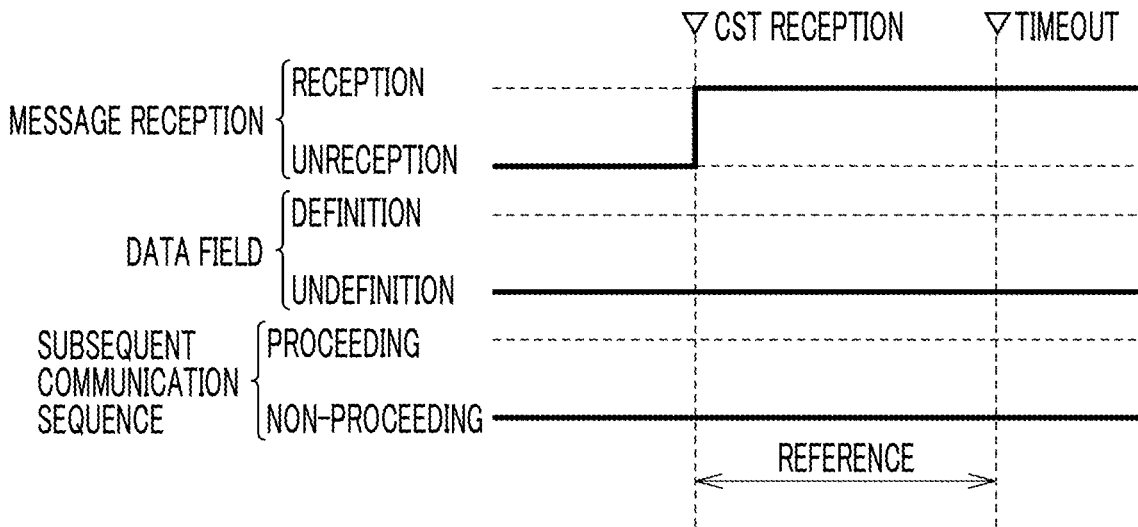 ▽ CST RECEPTION ▽ TIMEOUT
RECEPTION
MESSAGE RECEPTION
UNRECEPTION
DEFINITION
DATA FIELD
UNDEFINITION
SUBSEQUENT
COMMUNICATION
SEQUENCE
PROCEEDING
NON-PROCEEDING
REFERENCE